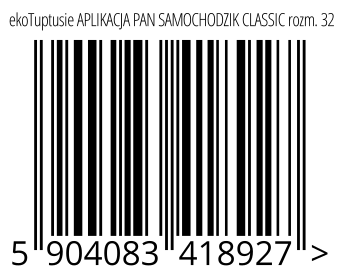 ekoTuptusie APLIKACJA PAN SAMOCHODZIK CLASSIC rozm. 32
5 904083 418927 >